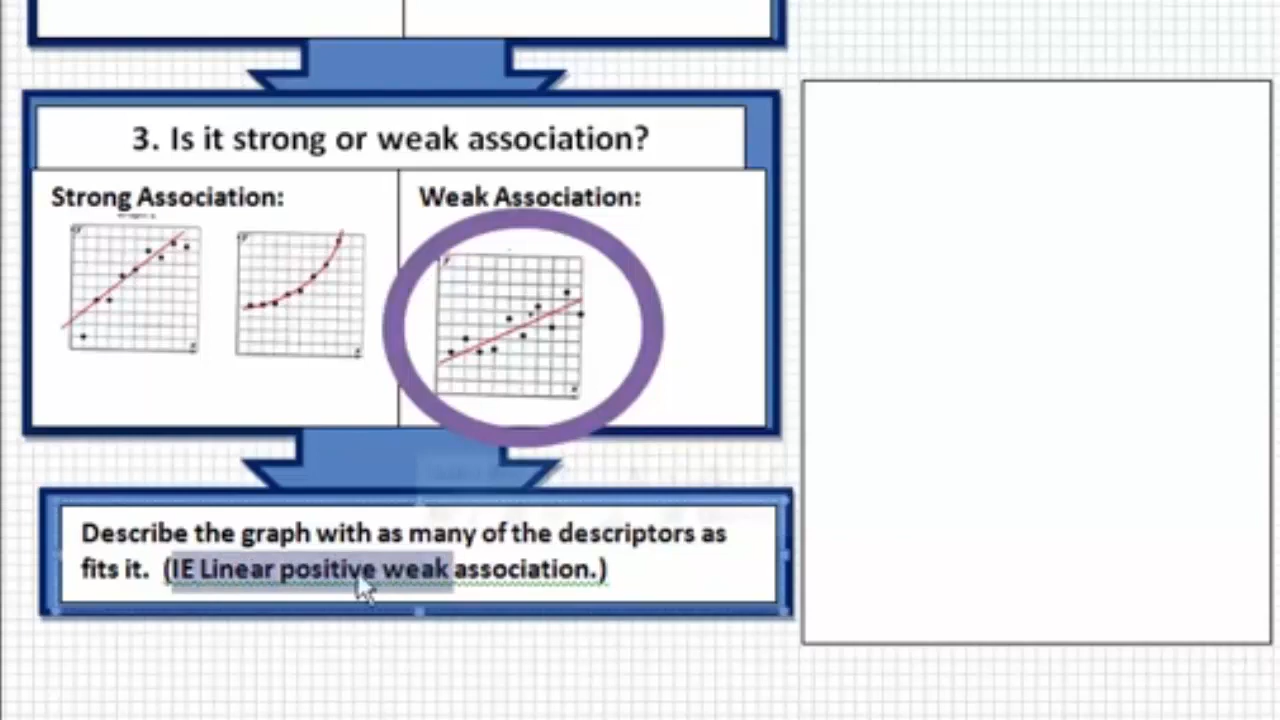 3. Is it strong or weak association?
Strong Association:
Weak Association:
Describe the graph with as many of the descriptors as
fits it. (IE Linear positive weak association.)